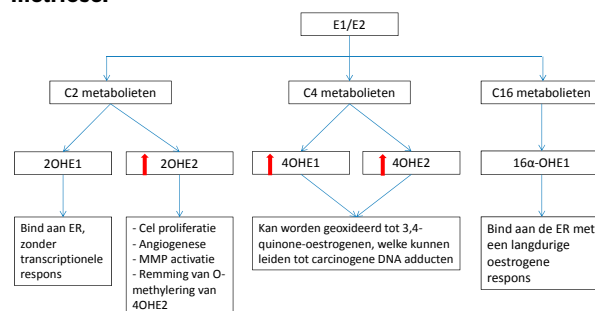 E1/E2
C2 metabolieten
C4 metabolieten
C16 metabolieten
2OHE1
2OHE2
4OHE1
4OHE2
16α-OHE1
Bind aan ER,
zonder
transcriptionele
respons
- Cel proliferatie
- Angiogenese
- MMP activatie
- Remming van O-
methylering van
4OHE2
Kan worden geoxideerd tot 3,4-
quinone-oestrogenen, welke kunnen
leiden tot carcinogene DNA adducten
Bind aan de ER met
een langdurige
oestrogene
respons